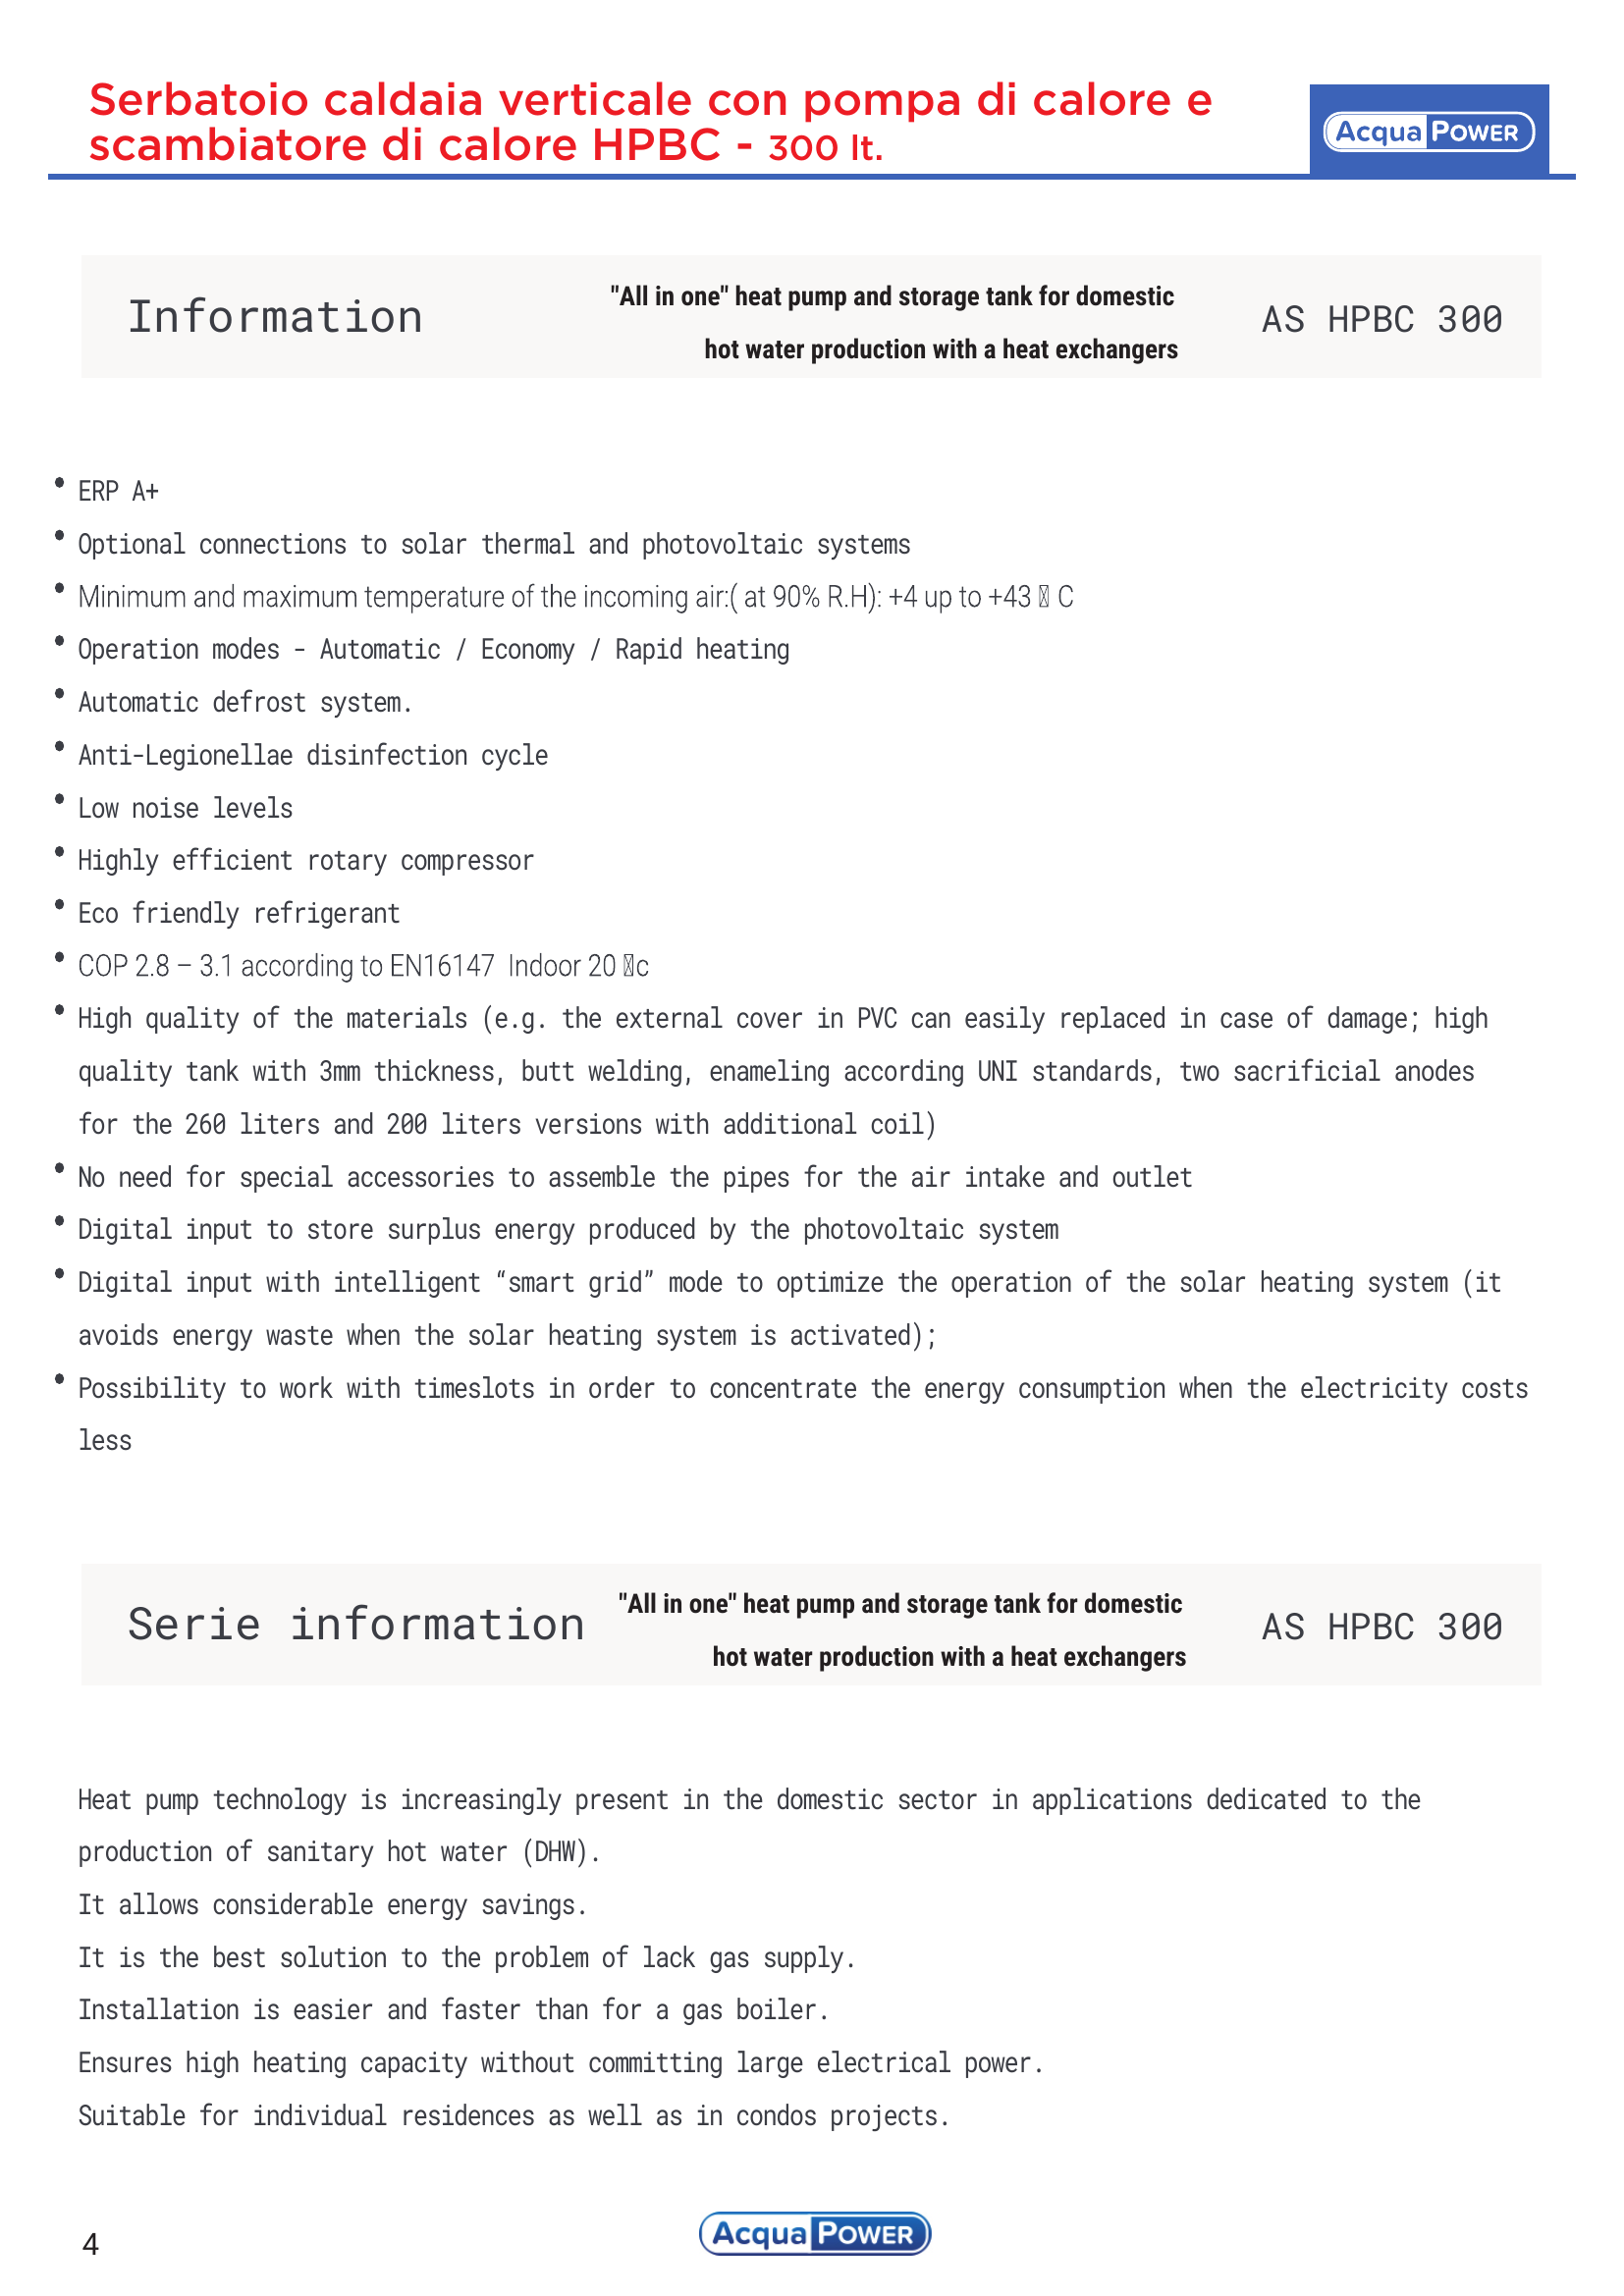 Serbatoio caldaia verticale con pompa di calore e
scambiatore di calore HPBC - 300 lt.
Acqua POWER
Information
"All in one" heat pump and storage tank for domestic
hot water production with a heat exchangers
AS HPBC 300
• ERP A+
• Optional connections to solar thermal and photovoltaic systems
• Minimum and maximum temperature of the incoming air:( at 90% R.H): +4 up to +43 C
• Operation modes - Automatic / Economy / Rapid heating
• Automatic defrost system.
• Anti-Legionellae disinfection cycle
• Low noise levels
• Highly efficient rotary compressor
• Eco friendly refrigerant
• COP 2.8 – 3.1 according to EN16147 Indoor 20 c
• High quality of the materials (e.g. the external cover in PVC can easily replaced in case of damage; high
quality tank with 3mm thickness, butt welding, enameling according UNI standards, two sacrificial anodes
for the 260 liters and 200 liters versions with additional coil)
• No need for special accessories to assemble the pipes for the air intake and outlet
• Digital input to store surplus energy produced by the photovoltaic system
• Digital input with intelligent “smart grid” mode to optimize the operation of the solar heating system (it
avoids energy waste when the solar heating system is activated);
• Possibility to work with timeslots in order to concentrate the energy consumption when the electricity costs
less
Serie information
"All in one" heat pump and storage tank for domestic
hot water production with a heat exchangers
AS HPBC 300
Heat pump technology is increasingly present in the domestic sector in applications dedicated to the
production of sanitary hot water (DHW).
It allows considerable energy savings.
It is the best solution to the problem of lack gas supply.
Installation is easier and faster than for a gas boiler.
Ensures high heating capacity without committing large electrical power.
Suitable for individual residences as well as in condos projects.
4
Acqua POWER